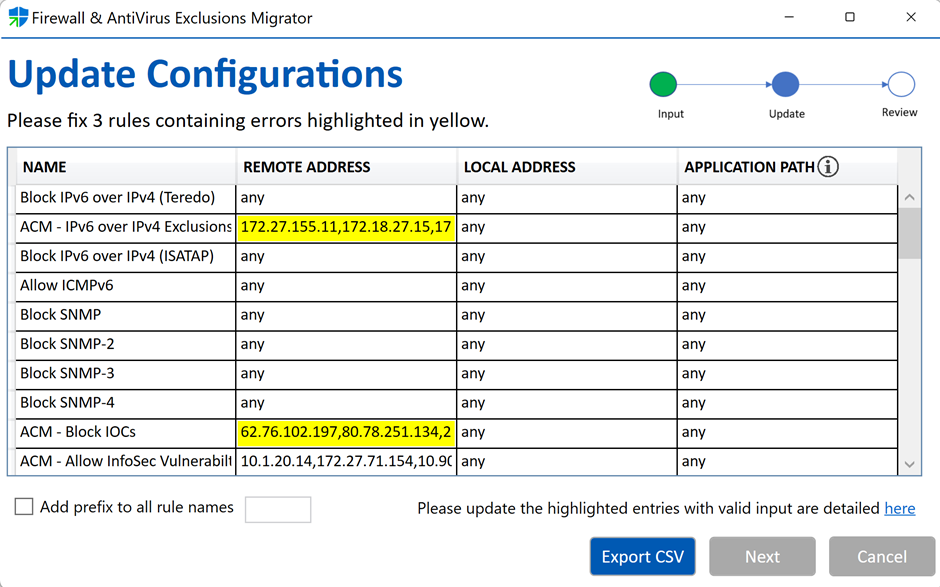 Firewall & AntiVirus Exclusions Migrator
Update Configurations
Please fix 3 rules containing errors highlighted in yellow.
Input Update Review
NAME REMOTE ADDRESS LOCAL ADDRESS APPLICATION PATH i
Block IPv6 over IPv4 (Teredo) any any any
ACM - IPv6 over IPv4 Exclusions 172.27.155.11,172.18.27.15,17 any any
Block IPv6 over IPv4 (ISATAP) any any any
Allow ICMPv6 any any any
Block SNMP any any any
Block SNMP-2 any any any
Block SNMP-3 any any any
Block SNMP-4 any any any
ACM - Block IOCs 62.76.102.197,80.78.251.134,2 any any
ACM - Allow InfoSec Vulnerabilt 10.1.20.14,172.27.71.154,10.90 any any
Add prefix to all rule names Please update the highlighted entries with valid input are detailed here
Export CSV Next Cancel